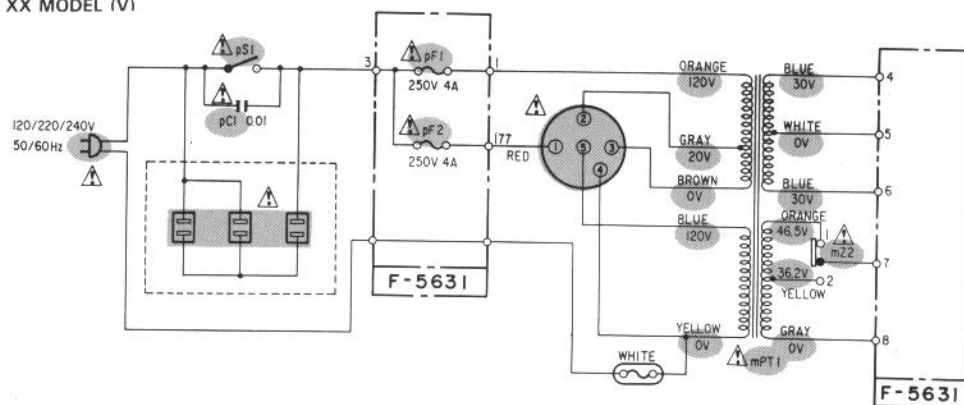 XX MODEL (V)
pS1
pC1 0.01
120/220/240V
50/60Hz
3
pF1
250V 4A
1
pF2
250V 4A
177
RED
F-5631
1
2
3
4
5
ORANGE
120V
GRAY
20V
BROWN
0V
BLUE
120V
YELLOW
0V
WHITE
mPT1
BLUE
30V
WHITE
0V
BLUE
30V
ORANGE
46.5V
1
mZ2
36.2V
2
YELLOW
GRAY
0V
4
5
6
7
8
F-5631